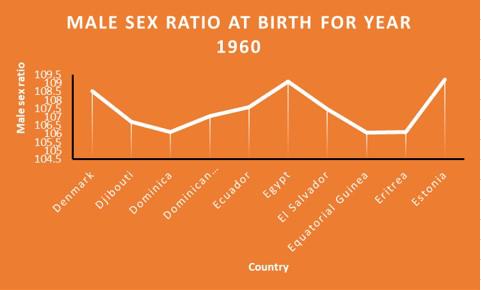 MALE SEX RATIO AT BIRTH FOR YEAR
1960
Male sex ratio
109.5
109
108.5
108
107.5
107
106.5
106
105.5
105
104.5
Denmark
Djibouti
Dominica
Dominican...
Ecuador
Egypt
El Salvador
Equatorial Guinea
Eritrea
Estonia
Country